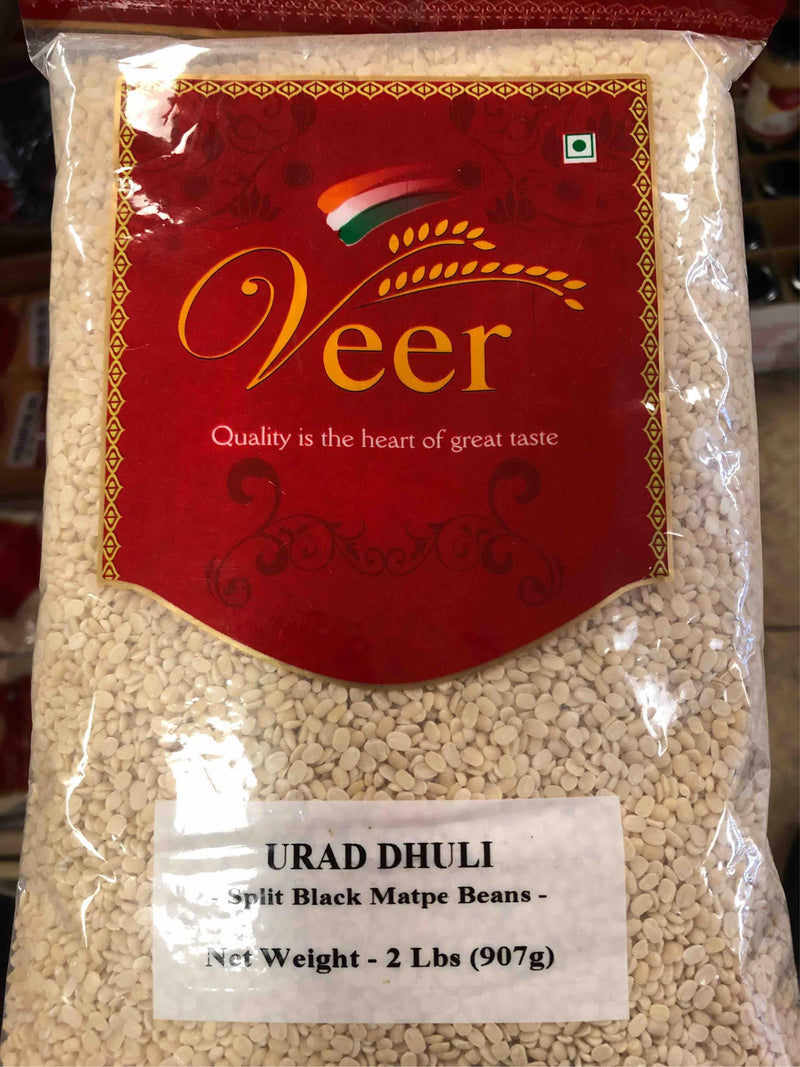 Veer
Quality is the heart of great taste
URAD DHULI
- Split Black Matpe Beans -
Net Weight - 2 Lbs (907g)